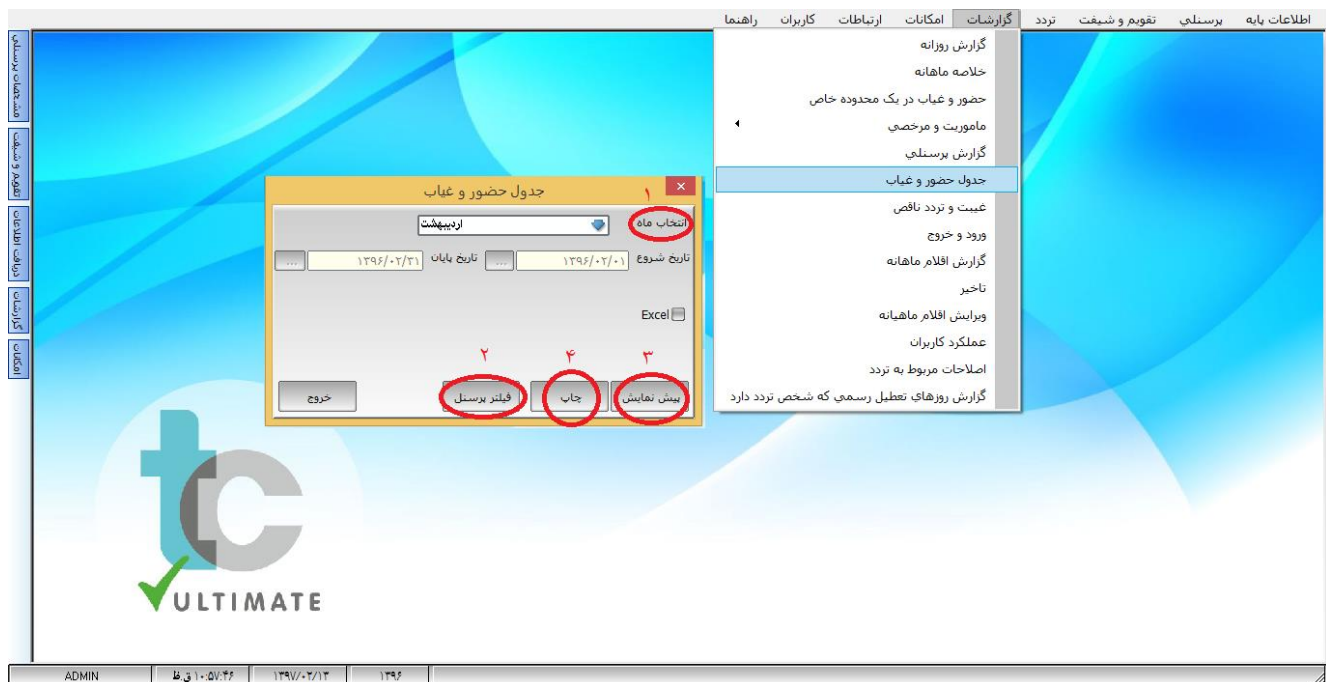 اطلاعات پایه پرسنلي تقویم و شیفت تردد گزارشات امکانات ارتباطات کاربران راهنما
گزارش روزانه
خلاصه ماهانه
حضور و غیاب در یک محدوده خاص
ماموریت و مرخصي
گزارش پرسنلي
جدول حضور و غیاب
غیبت و تردد ناقص
ورود و خروج
گزارش اقلام ماهانه
تاخیر
ویرایش اقلام ماهیانه
عملکرد کاربران
اصلاحات مربوط به تردد
گزارش روزهاي تعطیل رسمي که شخص تردد دارد
جدول حضور و غیاب
۱
انتخاب ماه اردیبهشت
تاریخ شروع ۱۳۹۶/۰۲/۰۱ ... تاریخ پایان ۱۳۹۶/۰۲/۳۱ ...
Excel
۳ ۴ ۲
پیش نمایش چاپ فیلتر پرسنل خروج
مشخصات پرسنلي
تقویم و شیفت
دریافت اطلاعات
گزارشات
امکانات
tc
ULTIMATE
ADMIN ۱۰:۵۷:۴۶ ق.ظ ۱۳۹۷/۰۲/۱۳ ۱۳۹۶